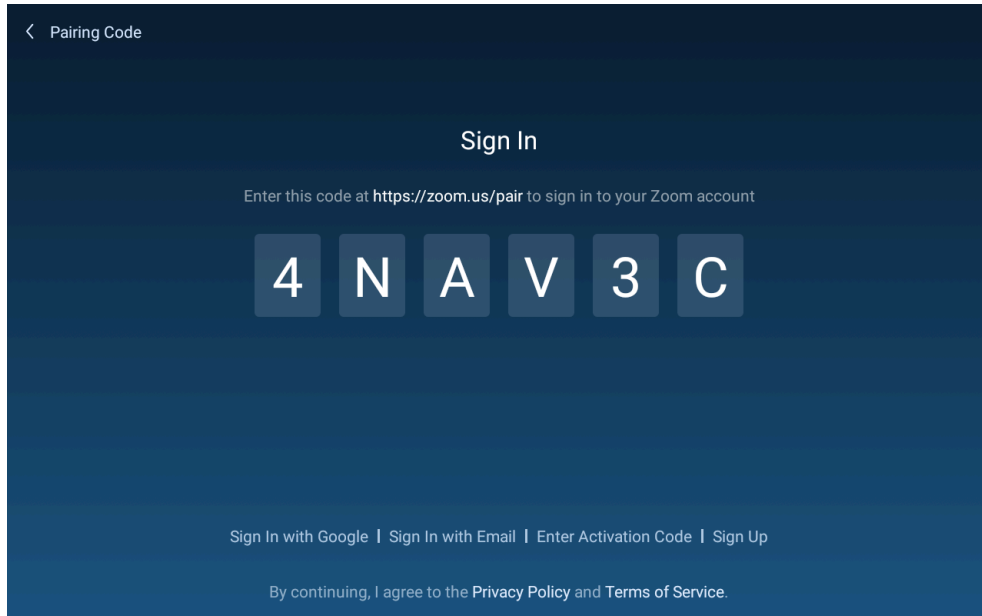 Pairing Code
Sign In
Enter this code at https://zoom.us/pair to sign in to your Zoom account
4 N A V 3 C
Sign In with Google | Sign In with Email | Enter Activation Code | Sign Up
By continuing, I agree to the Privacy Policy and Terms of Service.